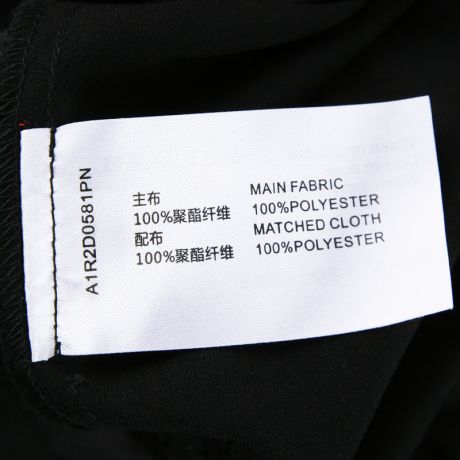 A1R2D0581PN
主布
100%聚酯纤维
配布
100%聚酯纤维
MAIN FABRIC
100%POLYESTER
MATCHED CLOTH
100%POLYESTER